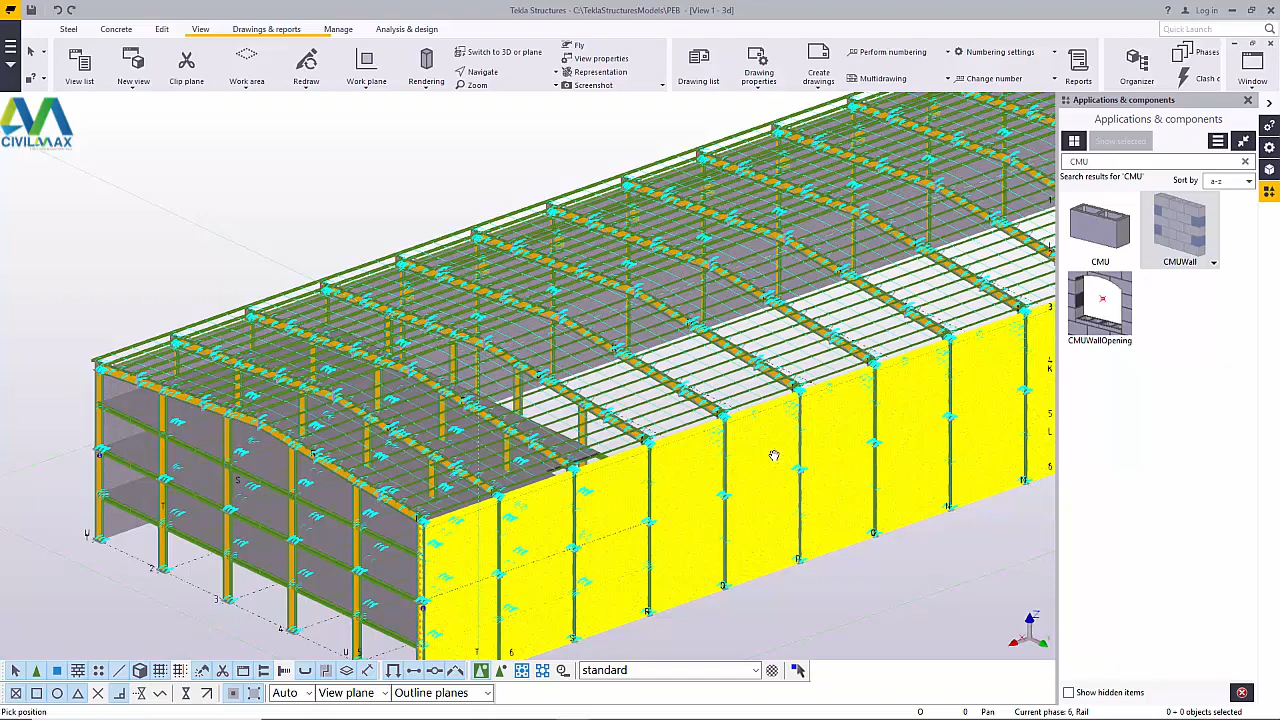 Tekla Structures - C:\TeklaStructuresModels\PEB - [View 1 - 3d]
Log in
Steel Concrete Edit View Drawings & reports Manage Analysis & design
Quick Launch
View list
New view
Clip plane
Work area
Redraw
Work plane
Rendering
Switch to 3D or plane
Navigate
Zoom
Fly
View properties
Representation
Screenshot
Drawing list
Drawing properties
Create drawings
Perform numbering
Multidrawing
Numbering settings
Change number
Reports
Organizer
Phases
Clash c
Window
CIVILMAX
Applications & components
Applications & components
Show selected
CMU
Search results for 'CMU'
Sort by
a-z
CMU
CMUWall
CMUWallOpening
Show hidden items
standard
Auto
View plane
Outline planes
Pick position
0
0
Pan
Current phase: 6, Rail
0 - 0 objects selected